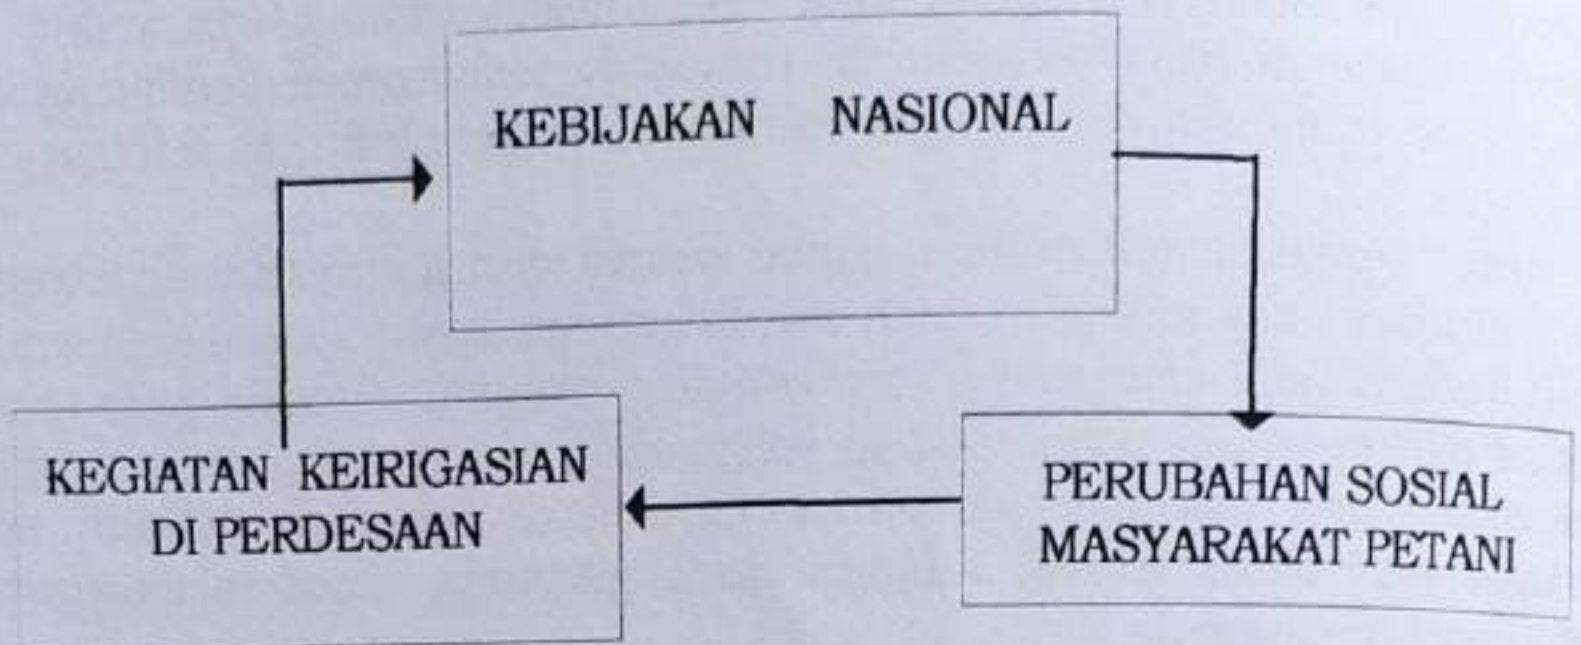 KEBIJAKAN NASIONAL
KEGIATAN KEIRIGASIAN
DI PERDESAAN
PERUBAHAN SOSIAL
MASYARAKAT PETANI